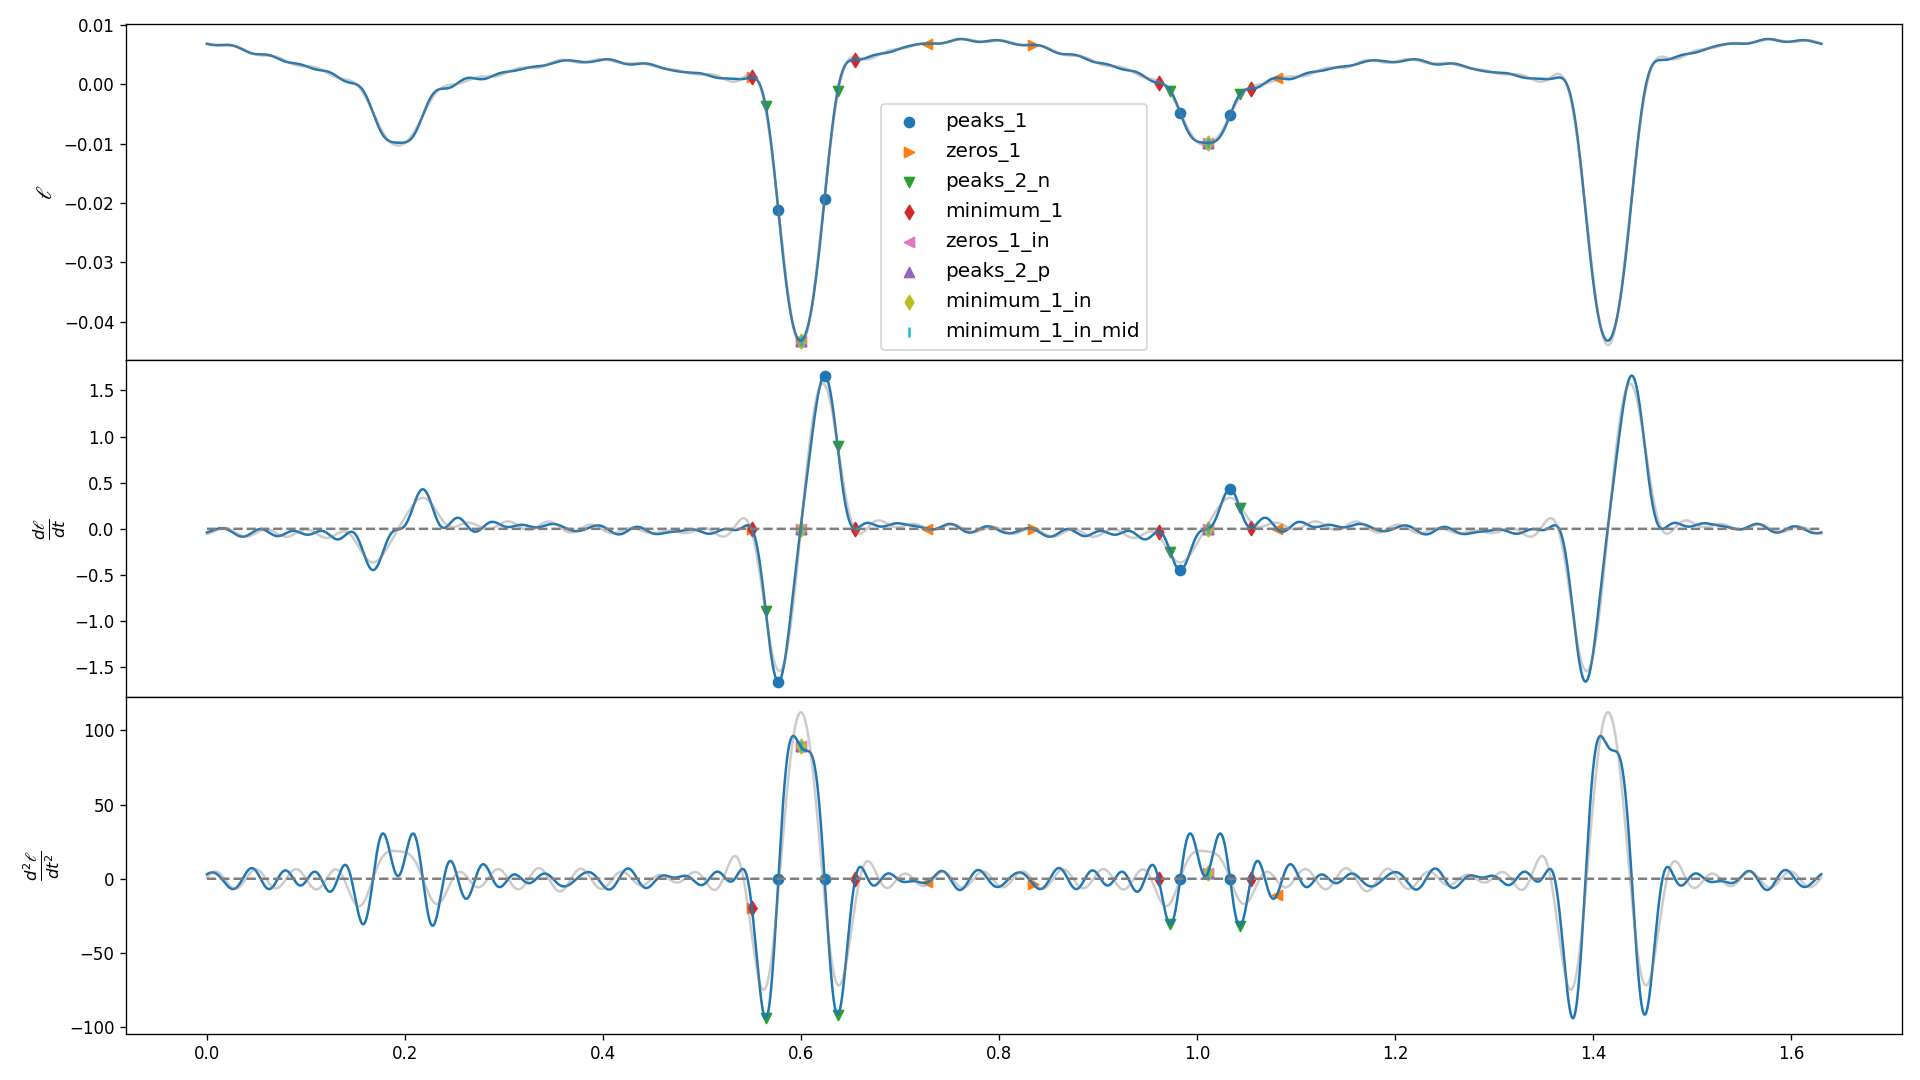 0.01
0.00
−0.01
−0.02
−0.03
−0.04
ℓ
peaks_1
zeros_1
peaks_2_n
minimum_1
zeros_1_in
peaks_2_p
minimum_1_in
minimum_1_in_mid
1.5
1.0
0.5
0.0
−0.5
−1.0
−1.5
dℓ/dt
100
50
0
−50
−100
d²ℓ/dt²
0.0 0.2 0.4 0.6 0.8 1.0 1.2 1.4 1.6